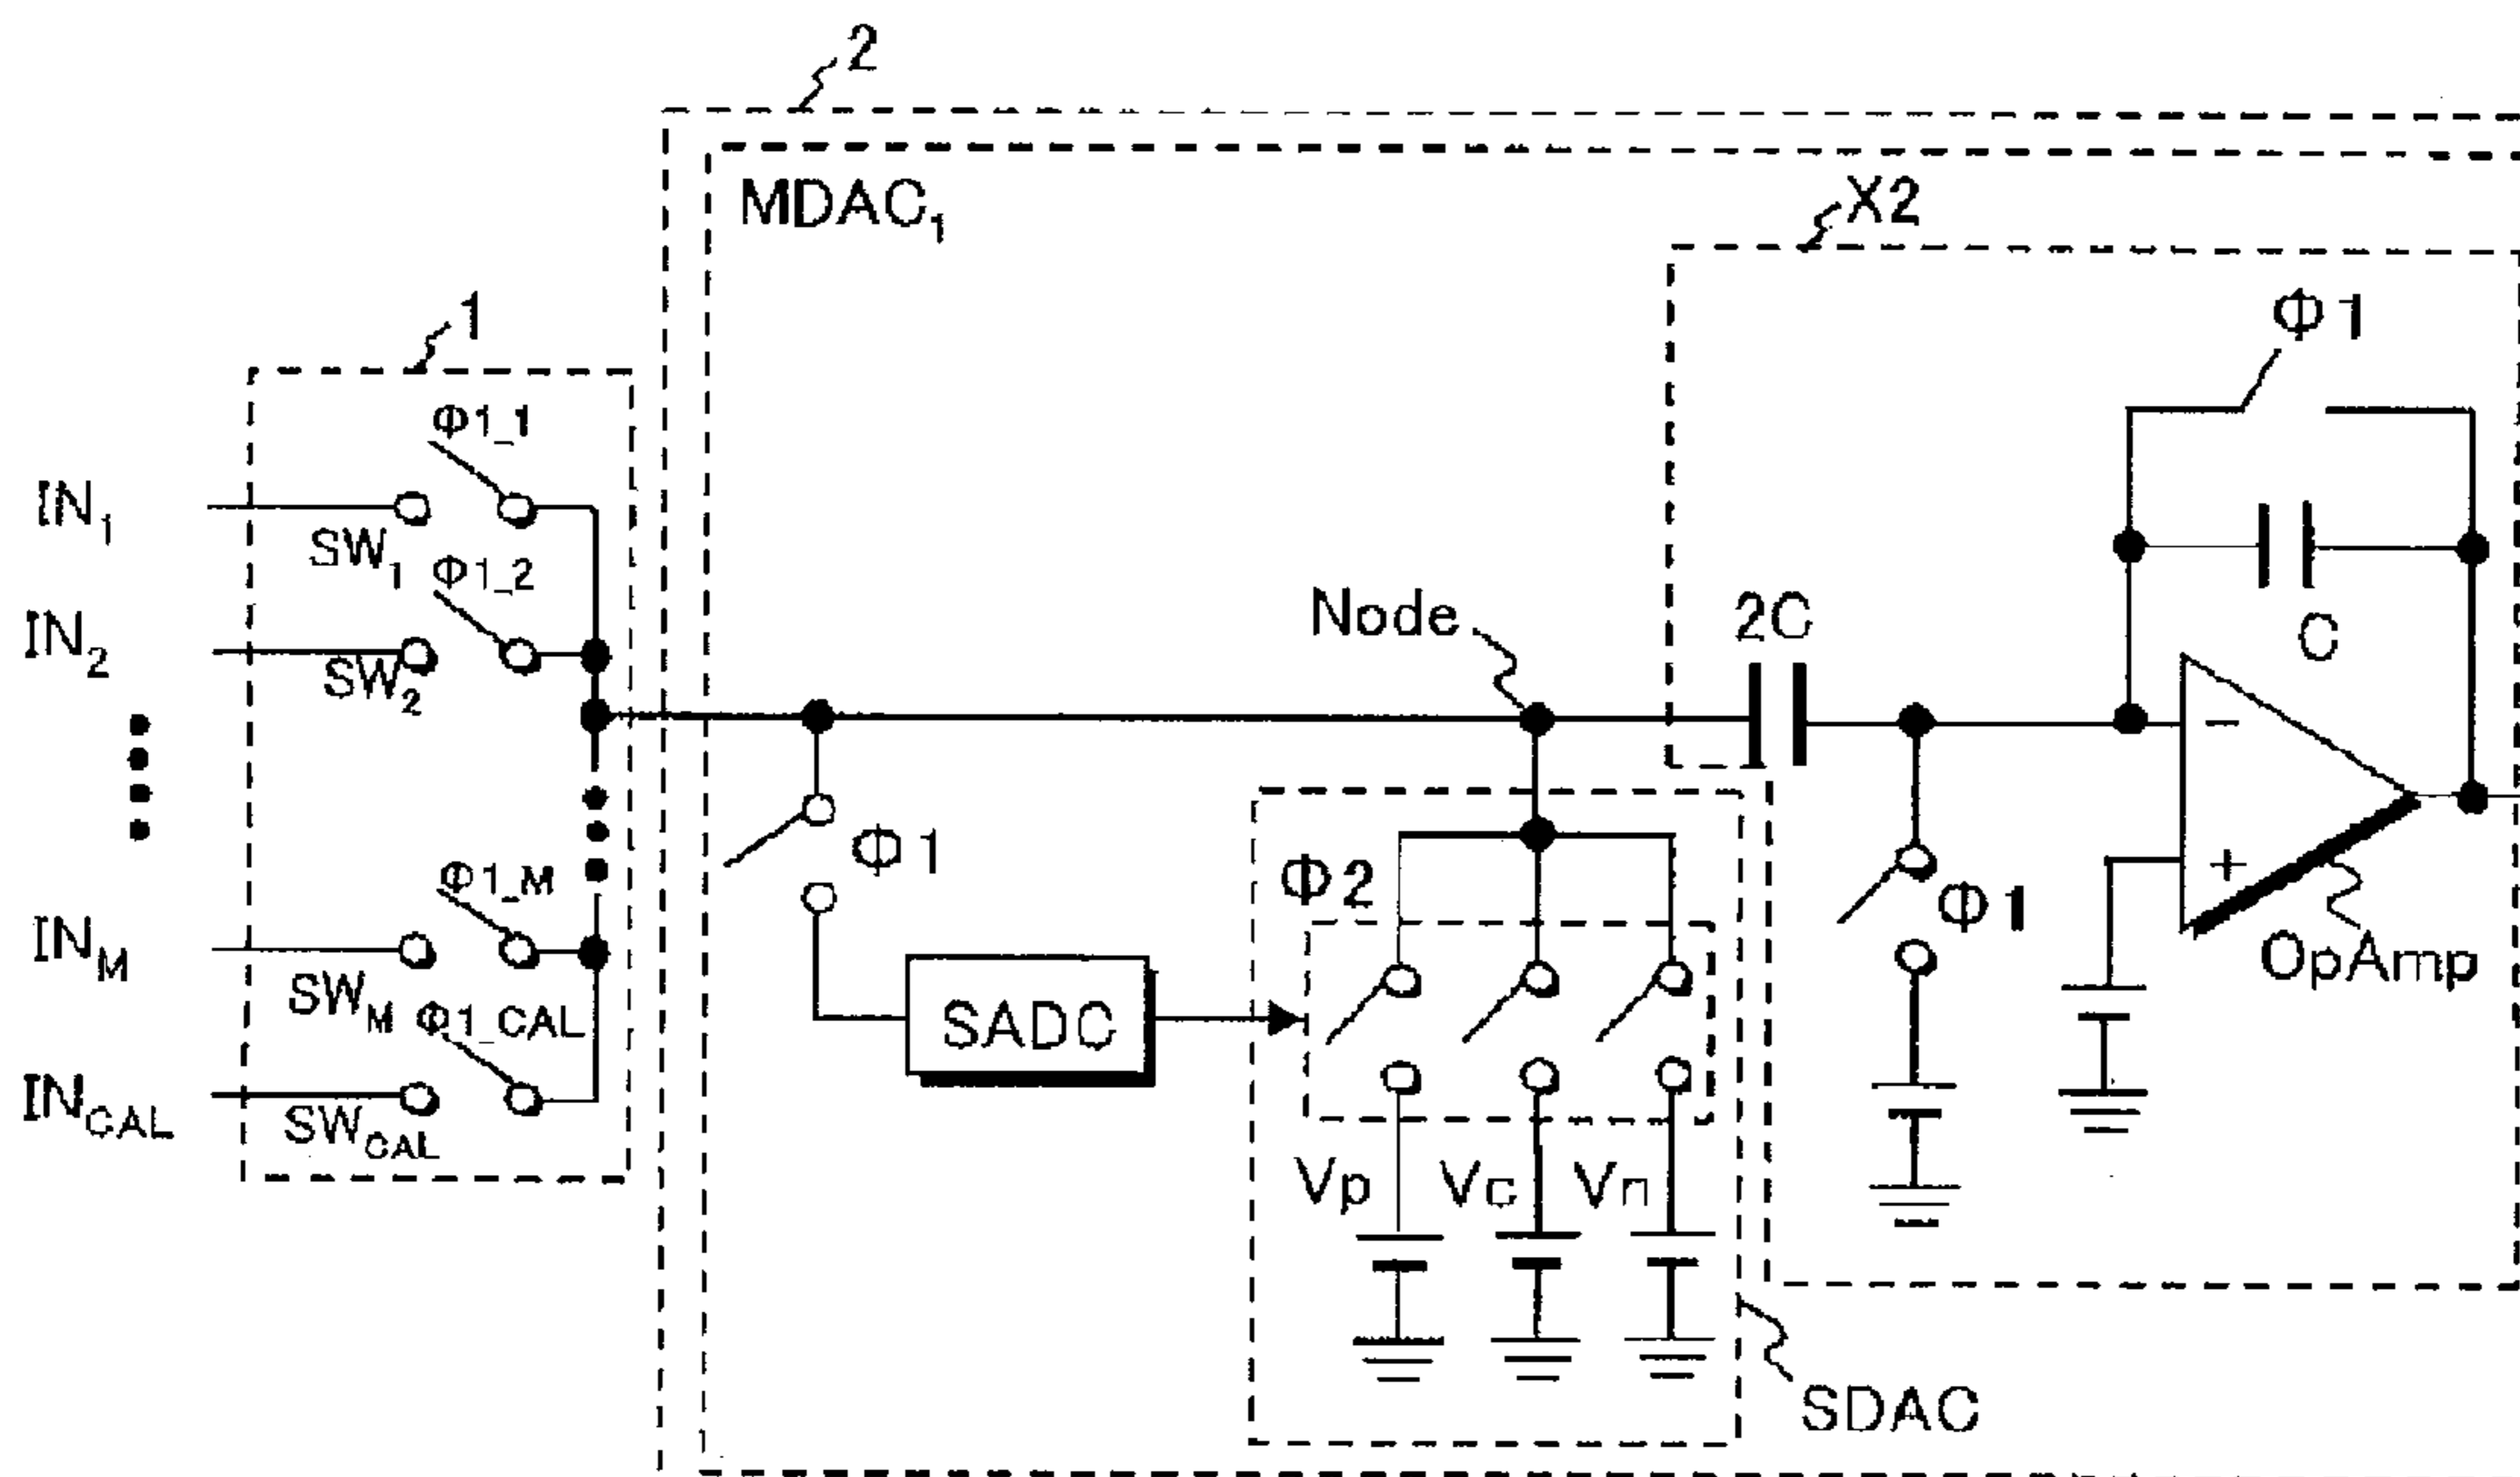 2
MDAC₁
X2
1
Φ1
Φ1_1
IN₁
SW₁
Φ1_2
IN₂
SW₂
Node
2C
C
Φ1
Φ2
Φ1
Φ1_M
IN_M
SW_M
Φ1_CAL
SADC
OpAmp
−
+
IN_CAL
SW_CAL
Vp
Vc
Vn
SDAC